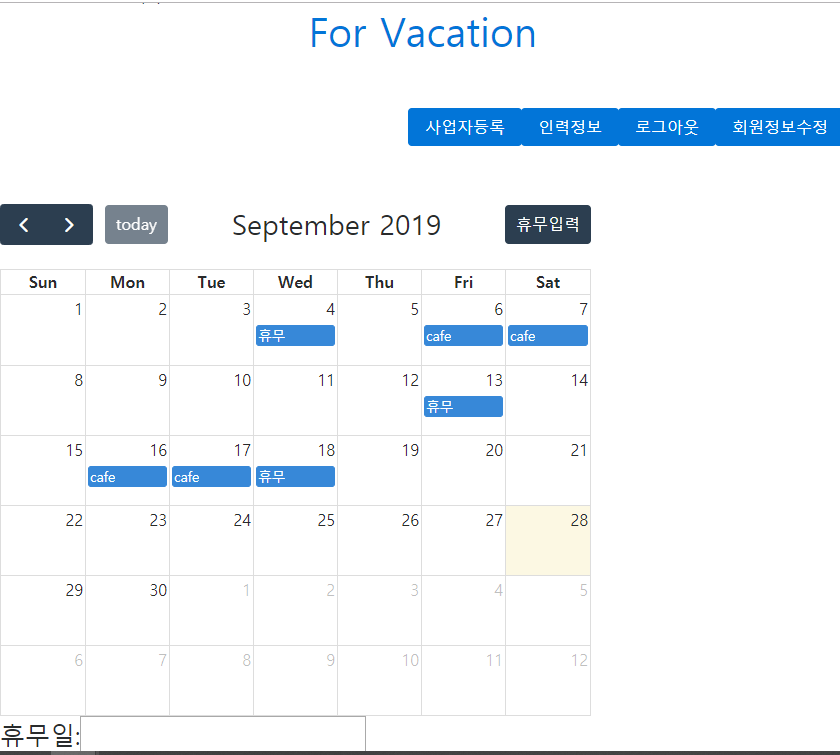 For Vacation
사업자등록 인력정보 로그아웃 회원정보수정
today September 2019 휴무입력
Sun Mon Tue Wed Thu Fri Sat
1 2 3 4 5 6 7
휴무 cafe cafe
8 9 10 11 12 13 14
휴무
15 16 17 18 19 20 21
cafe cafe 휴무
22 23 24 25 26 27 28
29 30 1 2 3 4 5
6 7 8 9 10 11 12
휴무일: